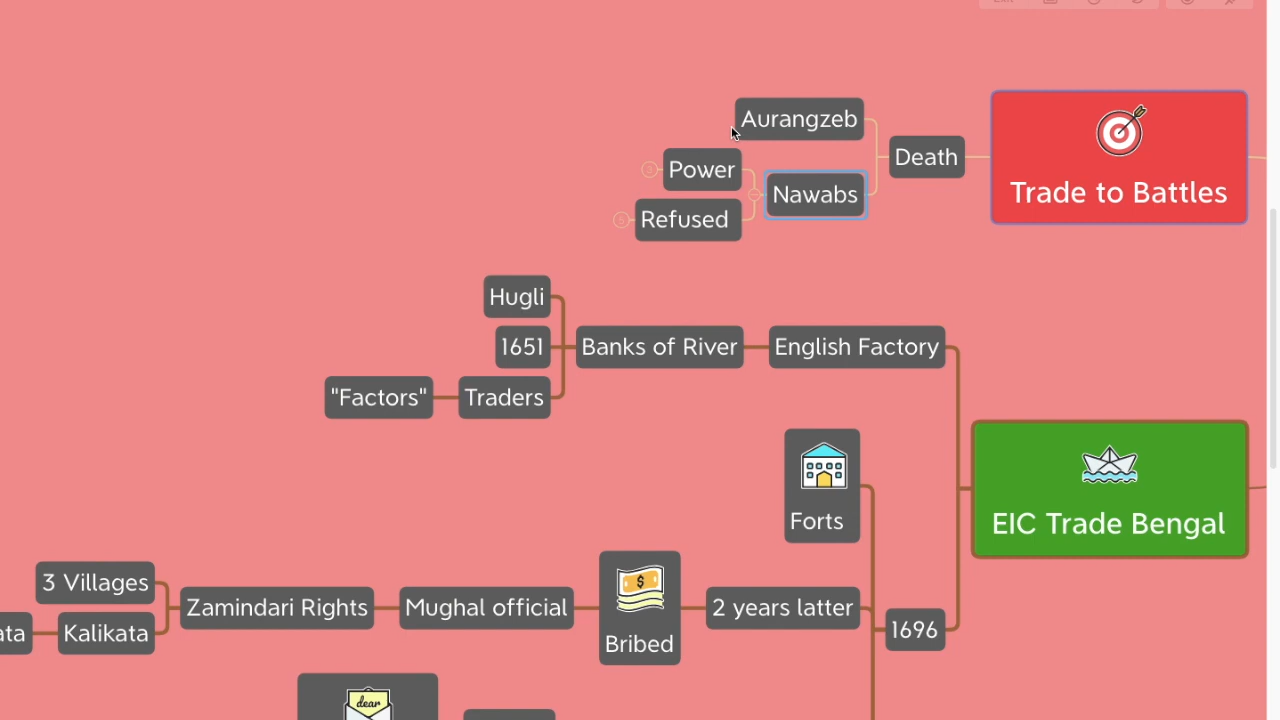 Aurangzeb
Death
Power
Nawabs
Refused
Trade to Battles
Hugli
1651
Banks of River
English Factory
"Factors"
Traders
EIC Trade Bengal
Forts
3 Villages
Zamindari Rights
Mughal official
Bribed
2 years latter
ata
Kalikata
1696
dear